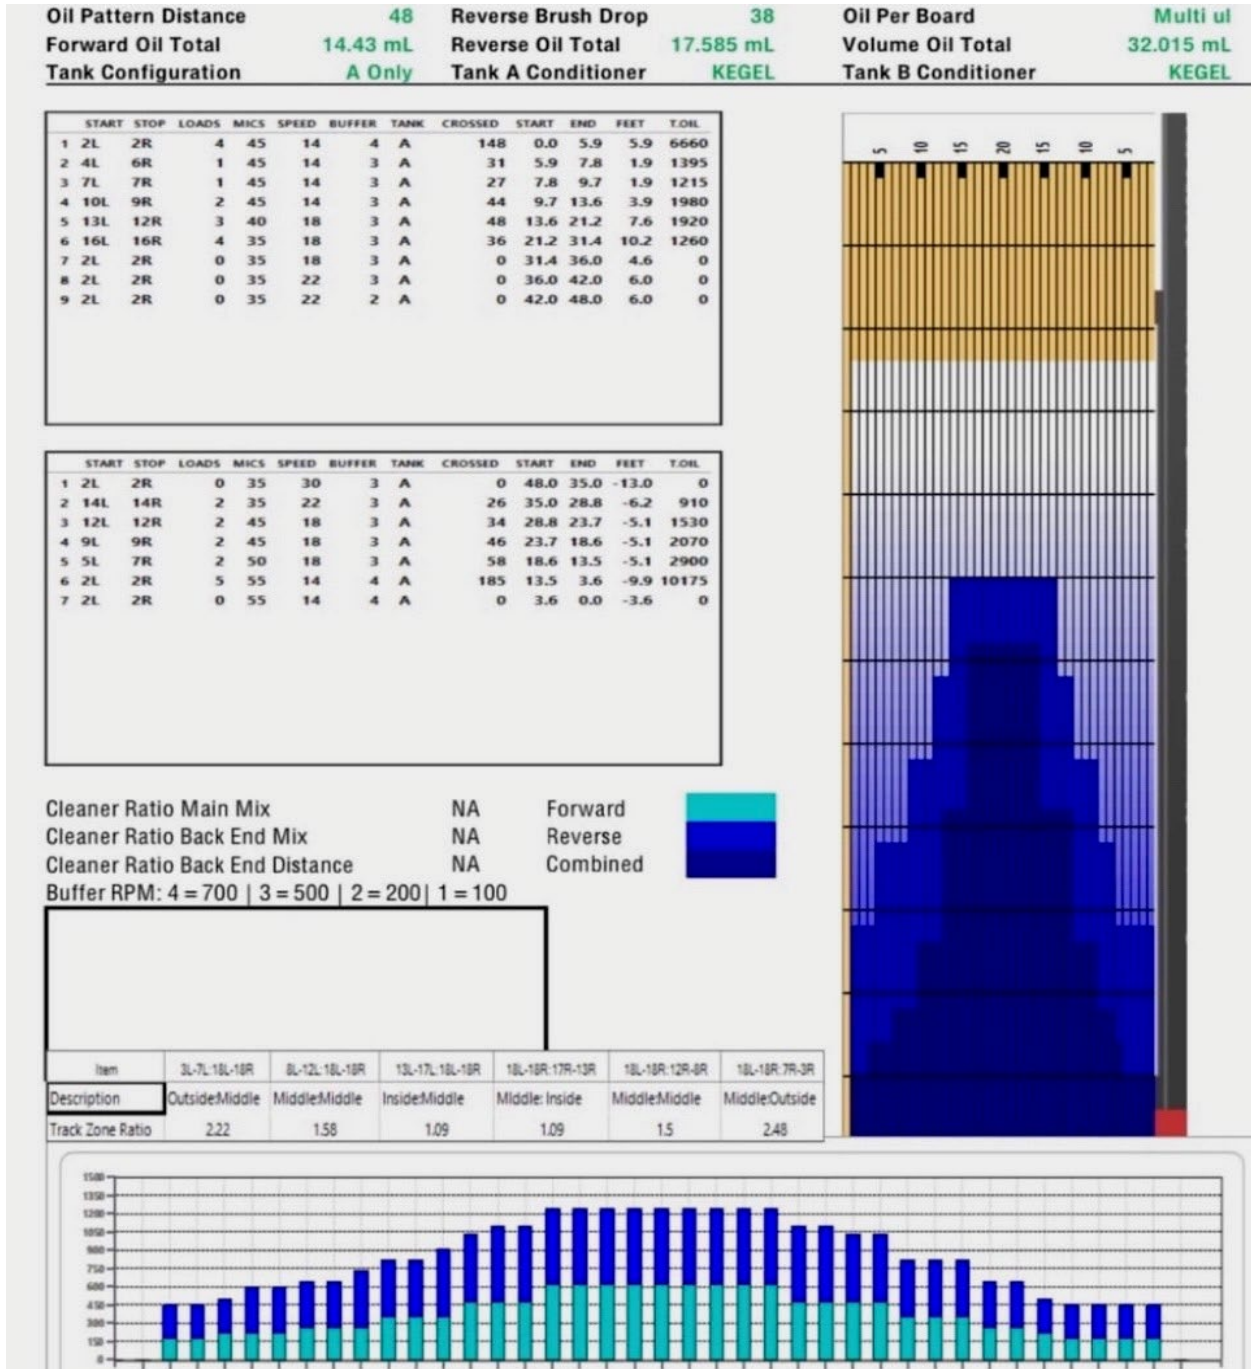 Oil Pattern Distance 48 Reverse Brush Drop 38 Oil Per Board Multi ul
Forward Oil Total 14.43 mL Reverse Oil Total 17.585 mL Volume Oil Total 32.015 mL
Tank Configuration A Only Tank A Conditioner KEGEL Tank B Conditioner KEGEL
START STOP LOADS MICS SPEED BUFFER TANK CROSSED START END FEET T.OIL
1 2L 2R 4 45 14 4 A 148 0.0 5.9 5.9 6660
2 4L 6R 1 45 14 3 A 31 5.9 7.8 1.9 1395
3 7L 7R 1 45 14 3 A 27 7.8 9.7 1.9 1215
4 10L 9R 2 45 14 3 A 44 9.7 13.6 3.9 1980
5 13L 12R 3 40 18 3 A 48 13.6 21.2 7.6 1920
6 16L 16R 4 35 18 3 A 36 21.2 31.4 10.2 1260
7 2L 2R 0 35 18 3 A 0 31.4 36.0 4.6 0
8 2L 2R 0 35 22 3 A 0 36.0 42.0 6.0 0
9 2L 2R 0 35 22 2 A 0 42.0 48.0 6.0 0
5 10 15 20 15 10 5
START STOP LOADS MICS SPEED BUFFER TANK CROSSED START END FEET T.OIL
1 2L 2R 0 35 30 3 A 0 48.0 35.0 -13.0 0
2 14L 14R 2 35 22 3 A 26 35.0 28.8 -6.2 910
3 12L 12R 2 45 18 3 A 34 28.8 23.7 -5.1 1530
4 9L 9R 2 45 18 3 A 46 23.7 18.6 -5.1 2070
5 5L 7R 2 50 18 3 A 58 18.6 13.5 -5.1 2900
6 2L 2R 5 55 14 4 A 185 13.5 3.6 -9.9 10175
7 2L 2R 0 55 14 4 A 0 3.6 0.0 -3.6 0
Cleaner Ratio Main Mix NA Forward
Cleaner Ratio Back End Mix NA Reverse
Cleaner Ratio Back End Distance NA Combined
Buffer RPM: 4 = 700 | 3 = 500 | 2 = 200 | 1 = 100
Item 3L-7L:18L-18R 8L-12L:18L-18R 13L-17L:18L-18R 18L-18R:17R-13R 18L-18R:12R-8R 18L-18R:7R-3R
Description Outside:Middle Middle:Middle Inside:Middle MIddle: Inside Middle:Middle Middle:Outside
Track Zone Ratio 2.22 1.58 1.09 1.09 1.5 2.48
1500
1350
1200
1050
900
750
600
450
300
150
0